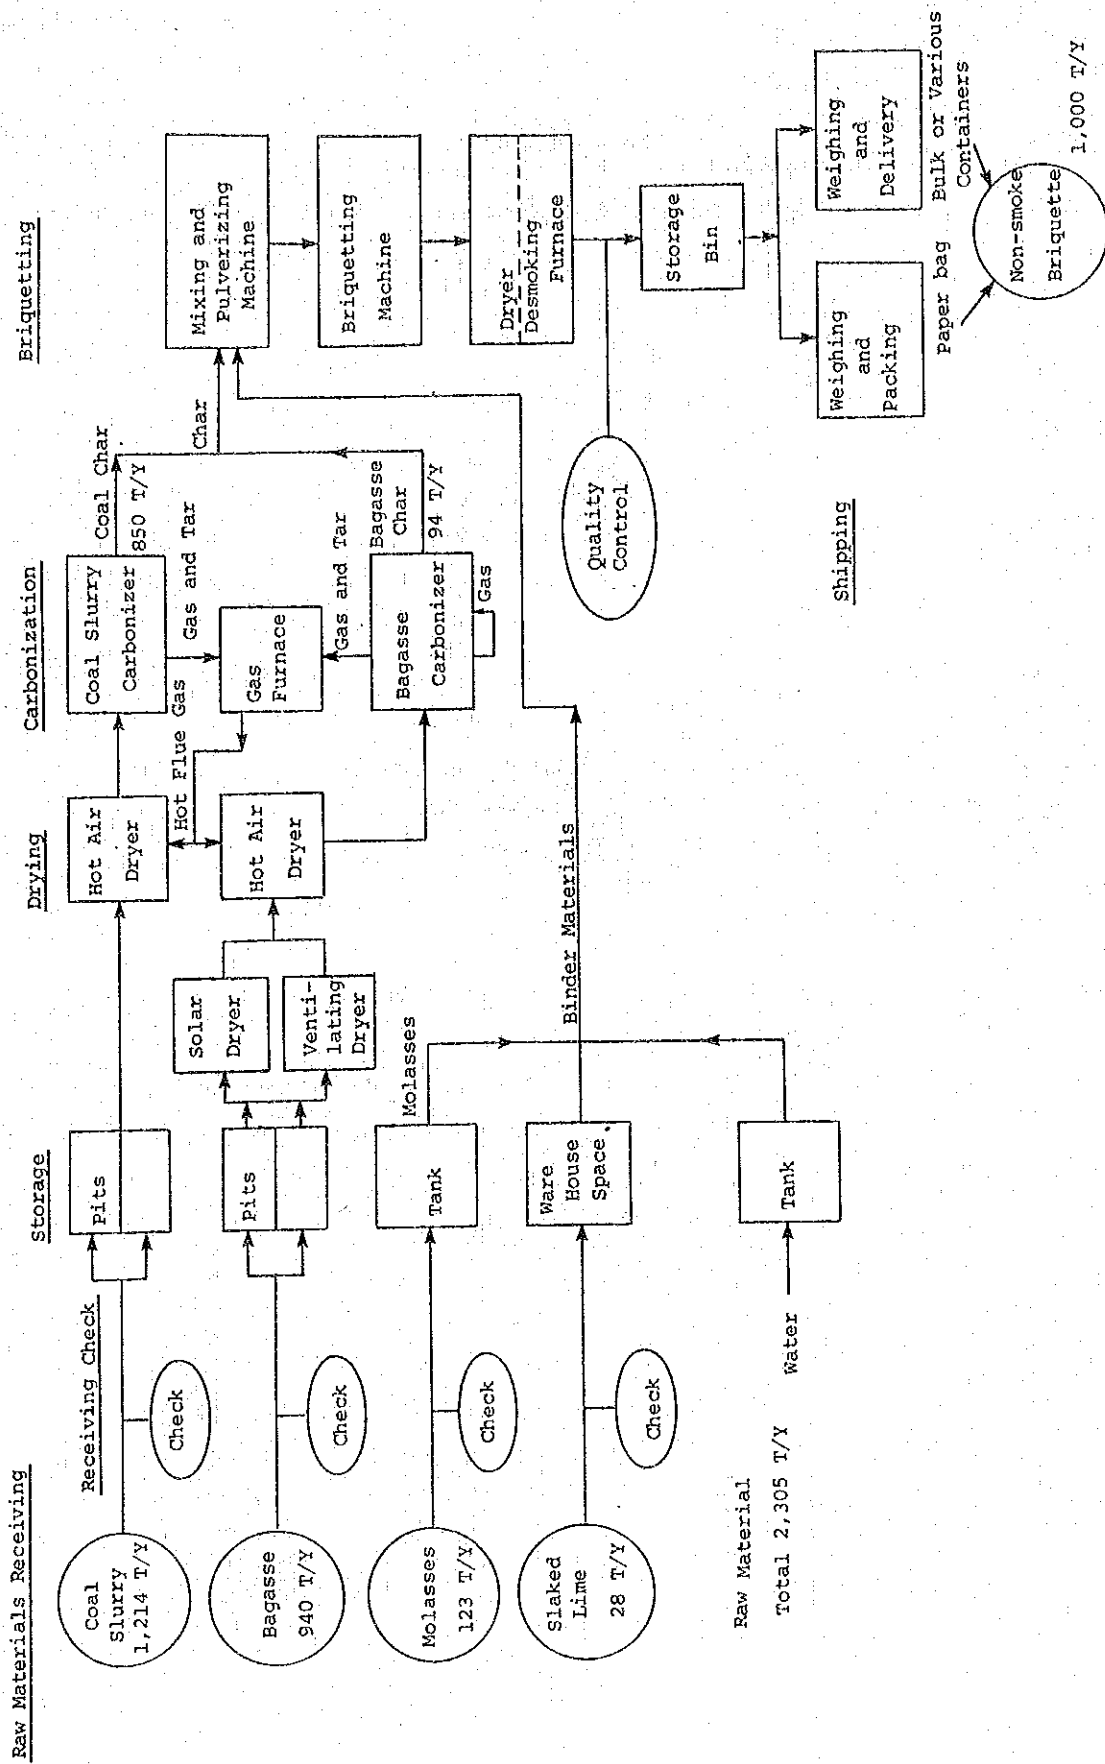 Raw Materials Receiving
Receiving Check
Storage
Drying
Carbonization
Briquetting
Coal
Slurry
1,214 T/Y
Check
Pits
Hot Air
Dryer
Coal Slurry
Carbonizer
Coal Char
850 T/Y
Gas and Tar
Hot Flue Gas
Gas
Furnace
Char
Mixing and
Pulverizing
Machine
Bagasse
940 T/Y
Check
Pits
Solar
Dryer
Venti-
lating
Dryer
Hot Air
Dryer
Gas and Tar
Bagasse
Carbonizer
Gas
Bagasse
Char
94 T/Y
Briquetting
Machine
Molasses
123 T/Y
Check
Tank
Molasses
Dryer
Desmoking
Furnace
Slaked
Lime
28 T/Y
Check
Ware
House
Space
Binder Materials
Quality
Control
Storage
Bin
Raw Material
Total 2,305 T/Y
Water
Tank
Shipping
Weighing
and
Packing
Weighing
and
Delivery
Paper bag
Bulk or Various
Containers
Non-smoke
Briquette
1,000 T/Y